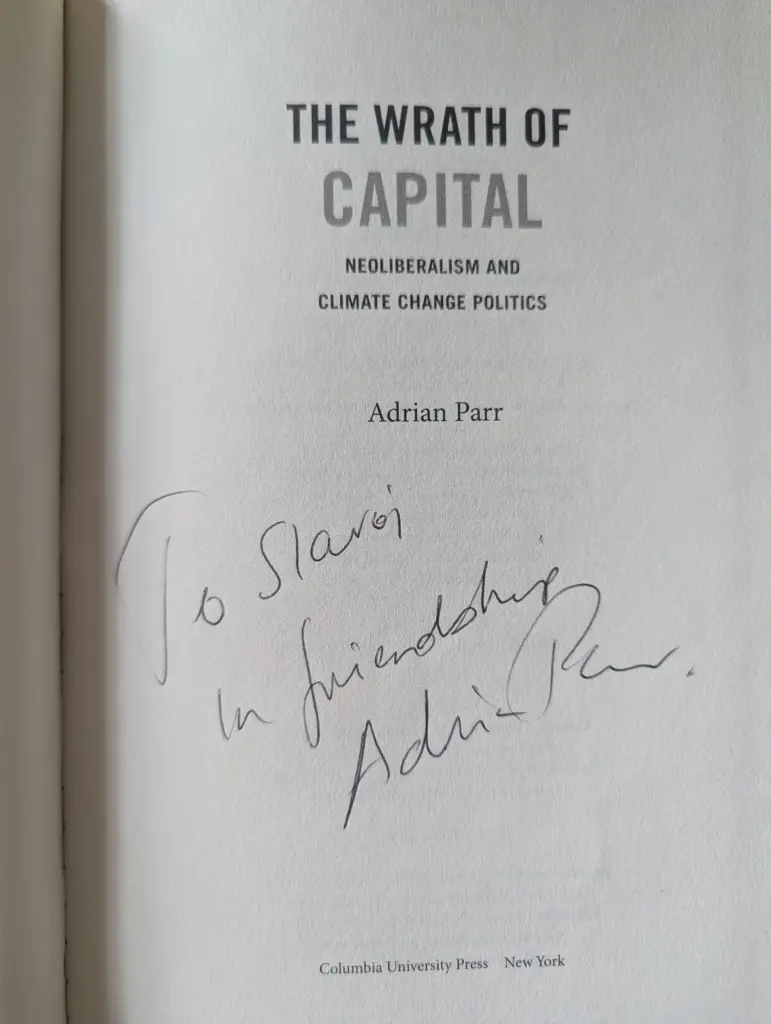 THE WRATH OF
CAPITAL
NEOLIBERALISM AND
CLIMATE CHANGE POLITICS
Adrian Parr
To Slavoj
in friendship
Adrian Parr.
Columbia University Press New York